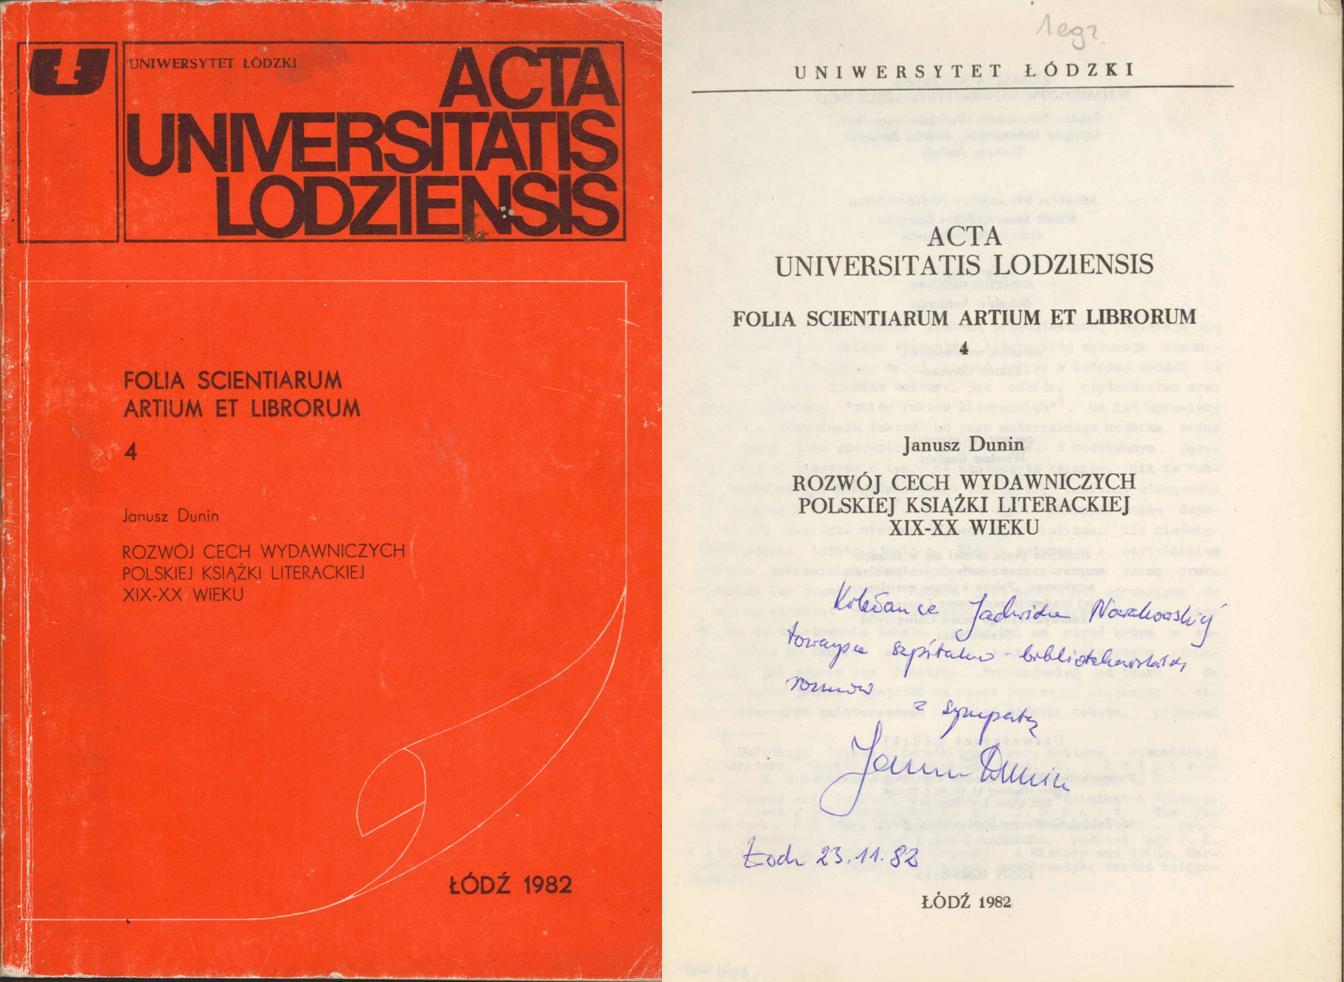 UNIWERSYTET ŁÓDZKI
ACTA
UNIVERSITATIS
LODZIENSIS
FOLIA SCIENTIARUM
ARTIUM ET LIBRORUM
4
Janusz Dunin
ROZWÓJ CECH WYDAWNICZYCH
POLSKIEJ KSIĄŻKI LITERACKIEJ
XIX-XX WIEKU
ŁÓDŹ 1982
1 egz.
UNIWERSYTET ŁÓDZKI
ACTA
UNIVERSITATIS LODZIENSIS
FOLIA SCIENTIARUM ARTIUM ET LIBRORUM
4
Janusz Dunin
ROZWÓJ CECH WYDAWNICZYCH
POLSKIEJ KSIĄŻKI LITERACKIEJ
XIX-XX WIEKU
Koleżance Jadwidze
szpitalno-bibliotekarskich
rozmów
z sympatią
Janusz Dunin
Łódź 23.11.82
ŁÓDŹ 1982